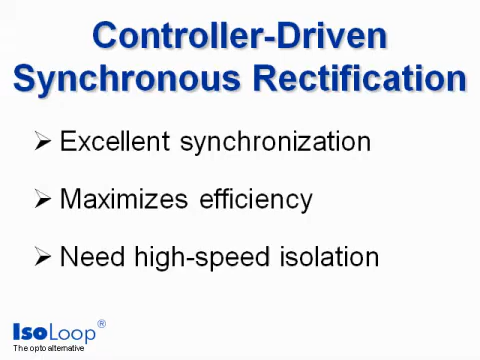 Controller-Driven
Synchronous Rectification
➢ Excellent synchronization
➢ Maximizes efficiency
➢ Need high-speed isolation
IsoLoop®
The opto alternative